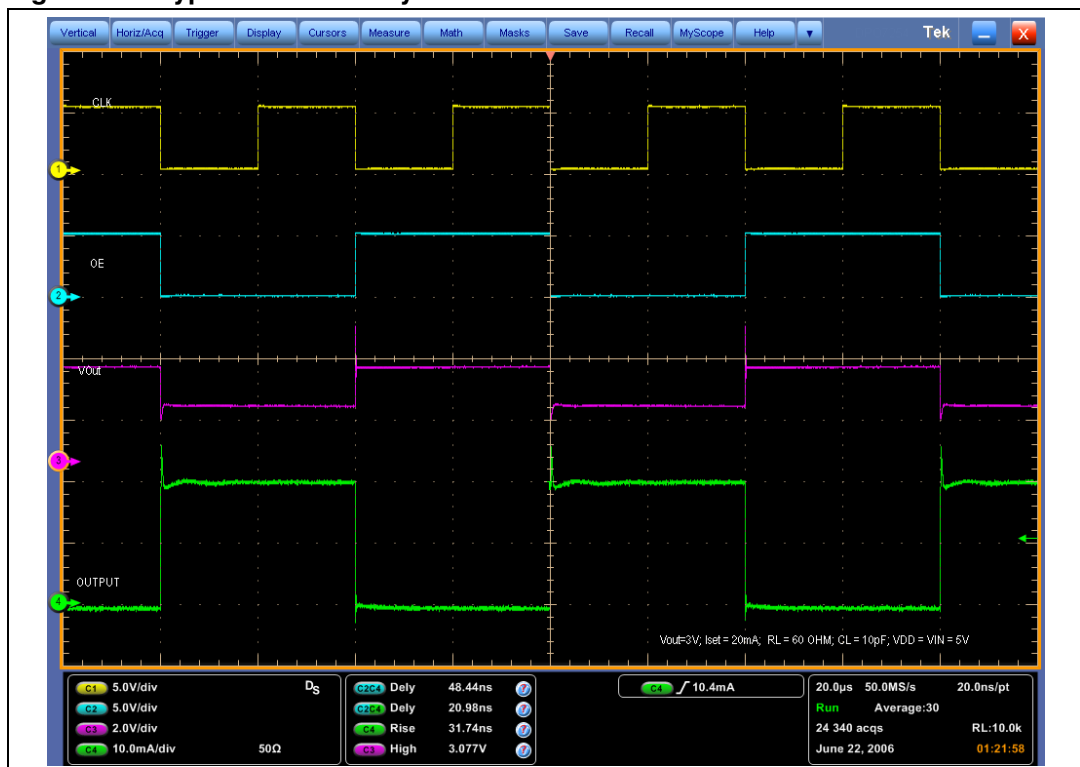 Vertical Horiz/Acq Trigger Display Cursors Measure Math Masks Save Recall MyScope Help Tek X
CLK
1
OE
2
VOut
3
OUTPUT
4
Vout=3V; Iset = 20mA; RL = 60 OHM; CL = 10pF; VDD = VIN = 5V
C1 5.0V/div Ds
C2 5.0V/div
C3 2.0V/div
C4 10.0mA/div 50Ω
C2C4 Dely 48.44ns
C2C4 Dely 20.98ns
C4 Rise 31.74ns
C3 High 3.077V
C4 10.4mA
20.0µs 50.0MS/s 20.0ns/pt
Run Average:30
24 340 acqs RL:10.0k
June 22, 2006 01:21:58